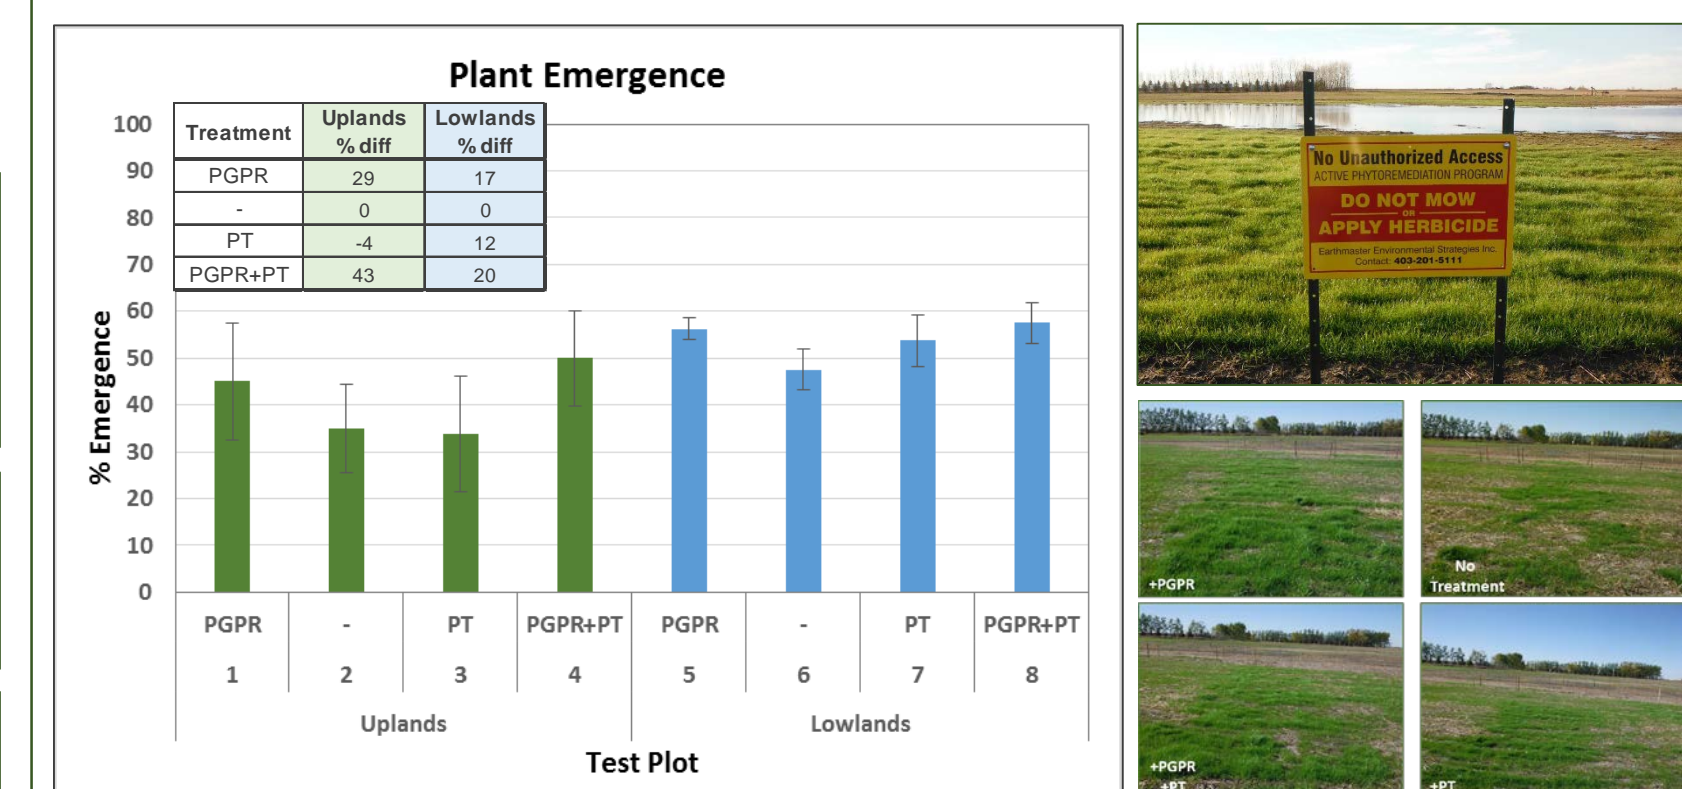 Plant Emergence
Treatment Uplands % diff Lowlands % diff
PGPR 29 17
- 0 0
PT -4 12
PGPR+PT 43 20
% Emergence
100
90
80
70
60
50
40
30
20
10
0
PGPR - PT PGPR+PT PGPR - PT PGPR+PT
1 2 3 4 5 6 7 8
Uplands Lowlands
Test Plot
No Unauthorized Access
ACTIVE PHYTOREMEDIATION PROGRAM
DO NOT MOW
OR
APPLY HERBICIDE
Earthmaster Environmental Strategies Inc.
Contact: 403-201-5111
+PGPR
No
Treatment
+PGPR
+PT
+PT